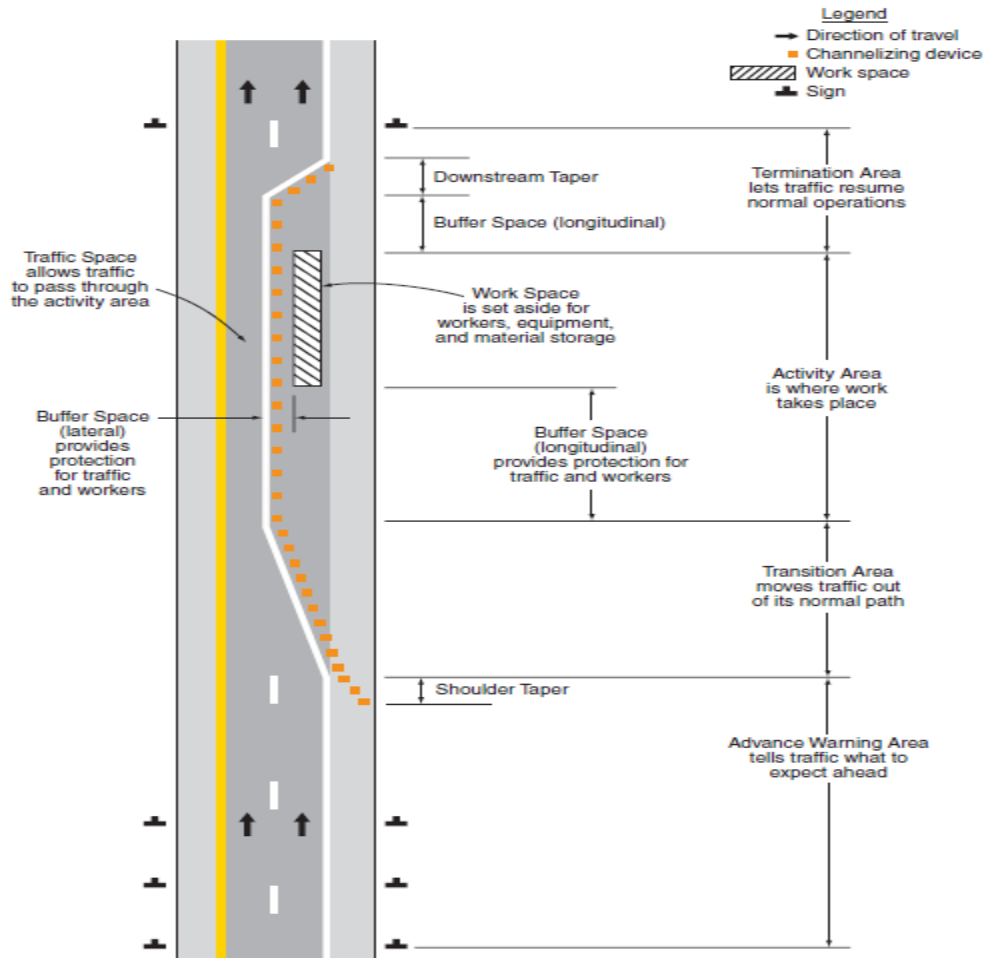 Legend
Direction of travel
Channelizing device
Work space
Sign
Downstream Taper
Buffer Space (longitudinal)
Termination Area
lets traffic resume
normal operations
Traffic Space
allows traffic
to pass through
the activity area
Work Space
is set aside for
workers, equipment,
and material storage
Activity Area
is where work
takes place
Buffer Space
(lateral)
provides
protection
for traffic
and workers
Buffer Space
(longitudinal)
provides protection for
traffic and workers
Transition Area
moves traffic out
of its normal path
Shoulder Taper
Advance Warning Area
tells traffic what to
expect ahead